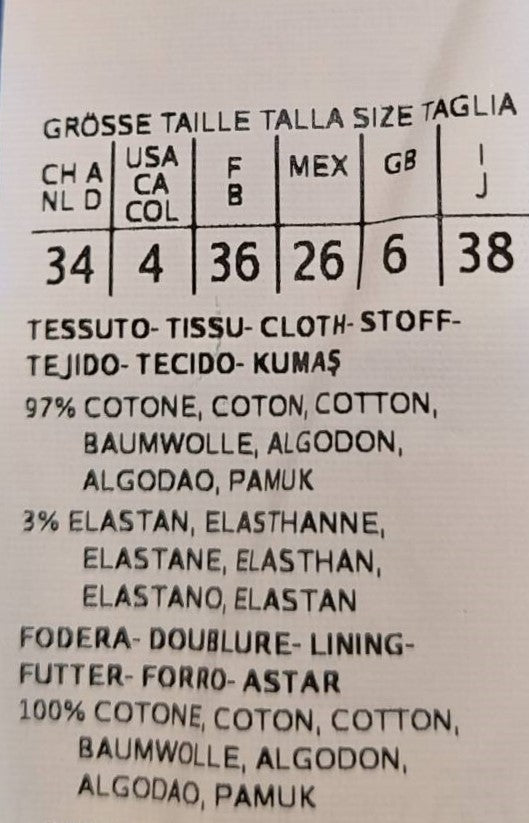 GRÖSSE TAILLE TALLA SIZE TAGLIA
CH A USA F MEX GB I
NL D CA B J
COL
34 4 36 26 6 38
TESSUTO- TISSU- CLOTH- STOFF-
TEJIDO- TECIDO- KUMAŞ
97% COTONE, COTON, COTTON,
BAUMWOLLE, ALGODON,
ALGODAO, PAMUK
3% ELASTAN, ELASTHANNE,
ELASTANE, ELASTHAN,
ELASTANO, ELASTAN
FODERA- DOUBLURE- LINING-
FUTTER- FORRO- ASTAR
100% COTONE, COTON, COTTON,
BAUMWOLLE, ALGODON,
ALGODAO, PAMUK